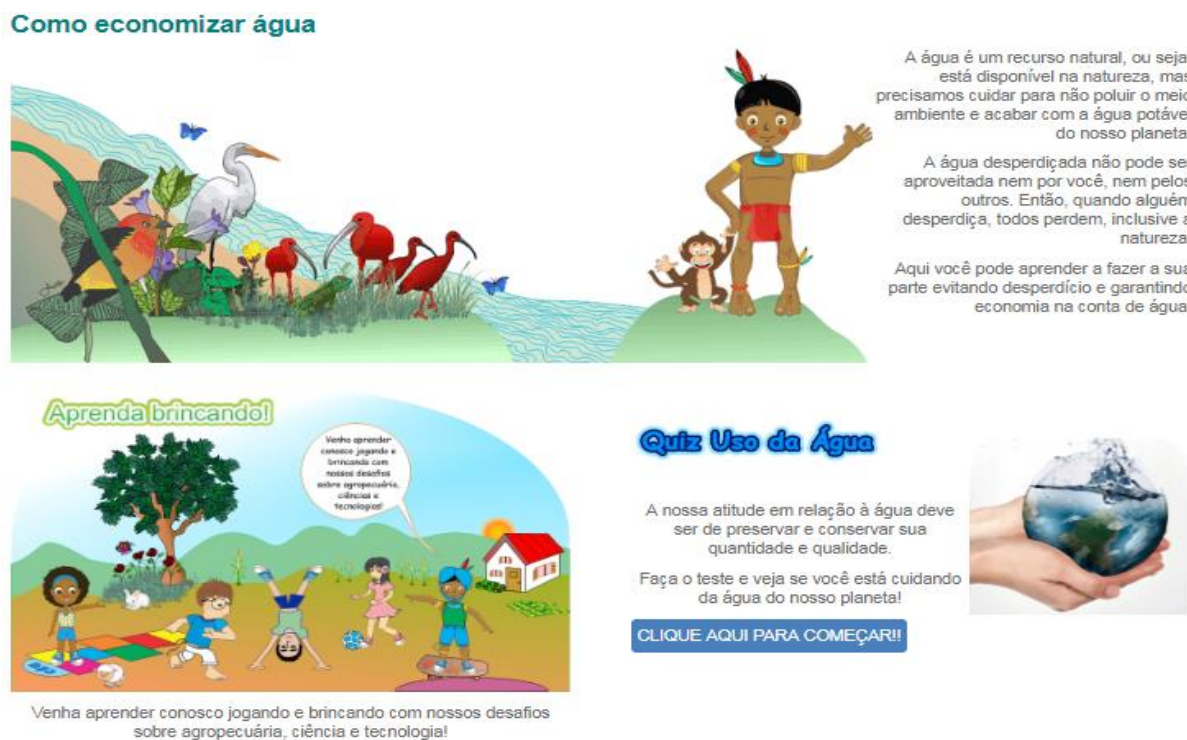 Como economizar água
A água é um recurso natural, ou seja,
está disponível na natureza, mas
precisamos cuidar para não poluir o meio
ambiente e acabar com a água potável
do nosso planeta
A água desperdiçada não pode ser
aproveitada nem por você, nem pelos
outros. Então, quando alguém
desperdiça, todos perdem, inclusive a
natureza
Aqui você pode aprender a fazer a sua
parte evitando desperdício e garantindo
economia na conta de água
Aprenda brincando!
Venha aprender
conosco jogando e
brincando com
nossos desafios
sobre agropecuária,
ciências e
tecnologias!
Venha aprender conosco jogando e brincando com nossos desafios
sobre agropecuária, ciência e tecnologia!
Quiz Uso da Água
A nossa atitude em relação à água deve
ser de preservar e conservar sua
quantidade e qualidade.
Faça o teste e veja se você está cuidando
da água do nosso planeta!
CLIQUE AQUI PARA COMEÇAR!!